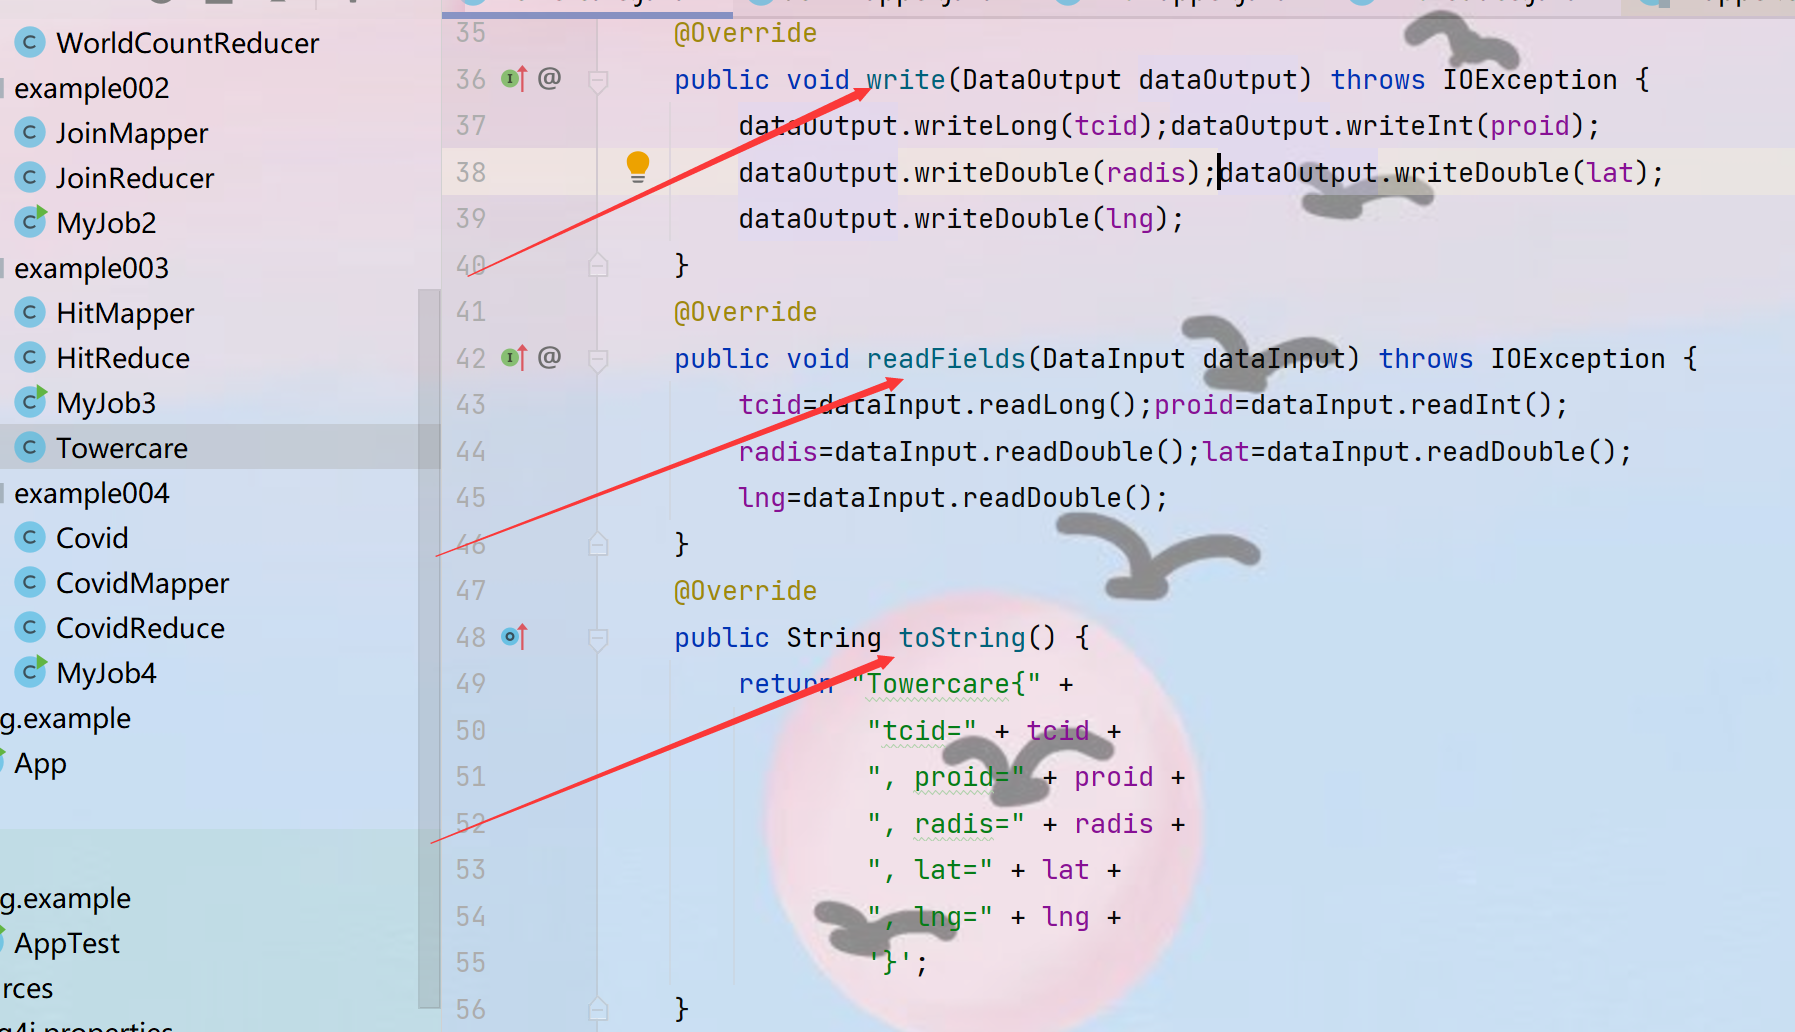 WorldCountReducer
example002
JoinMapper
JoinReducer
MyJob2
example003
HitMapper
HitReduce
MyJob3
Towercare
example004
Covid
CovidMapper
CovidReduce
MyJob4
g.example
App
g.example
AppTest
rces
g4j.properties
35 @Override
36 public void write(DataOutput dataOutput) throws IOException {
37 dataOutput.writeLong(tcid);dataOutput.writeInt(proid);
38 dataOutput.writeDouble(radis);dataOutput.writeDouble(lat);
39 dataOutput.writeDouble(lng);
40 }
41 @Override
42 public void readFields(DataInput dataInput) throws IOException {
43 tcid=dataInput.readLong();proid=dataInput.readInt();
44 radis=dataInput.readDouble();lat=dataInput.readDouble();
45 lng=dataInput.readDouble();
46 }
47 @Override
48 public String toString() {
49 return "Towercare{" +
50 "tcid=" + tcid +
51 ", proid=" + proid +
52 ", radis=" + radis +
53 ", lat=" + lat +
54 ", lng=" + lng +
55 '}';
56 }